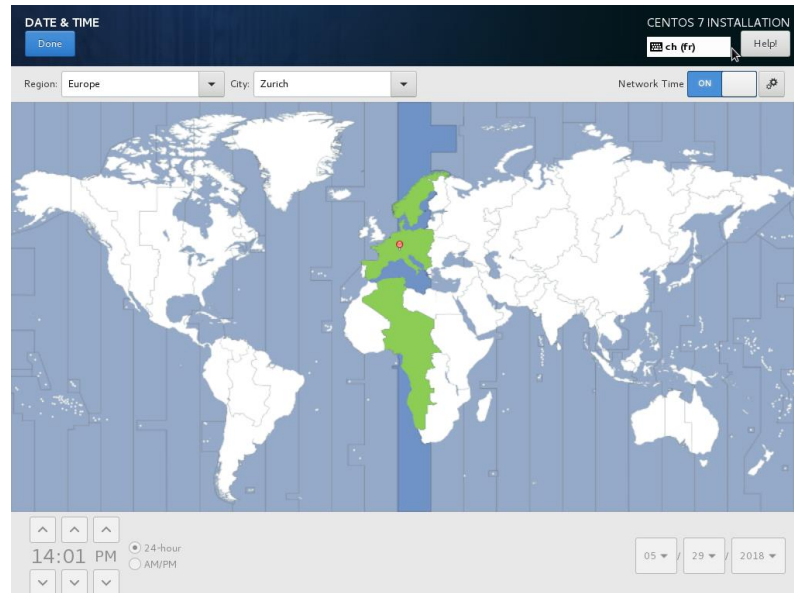 DATE & TIME
CENTOS 7 INSTALLATION
Done
ch (fr)
Help!
Region: Europe City: Zurich Network Time ON
14:01 PM
24-hour
AM/PM
05 / 29 / 2018